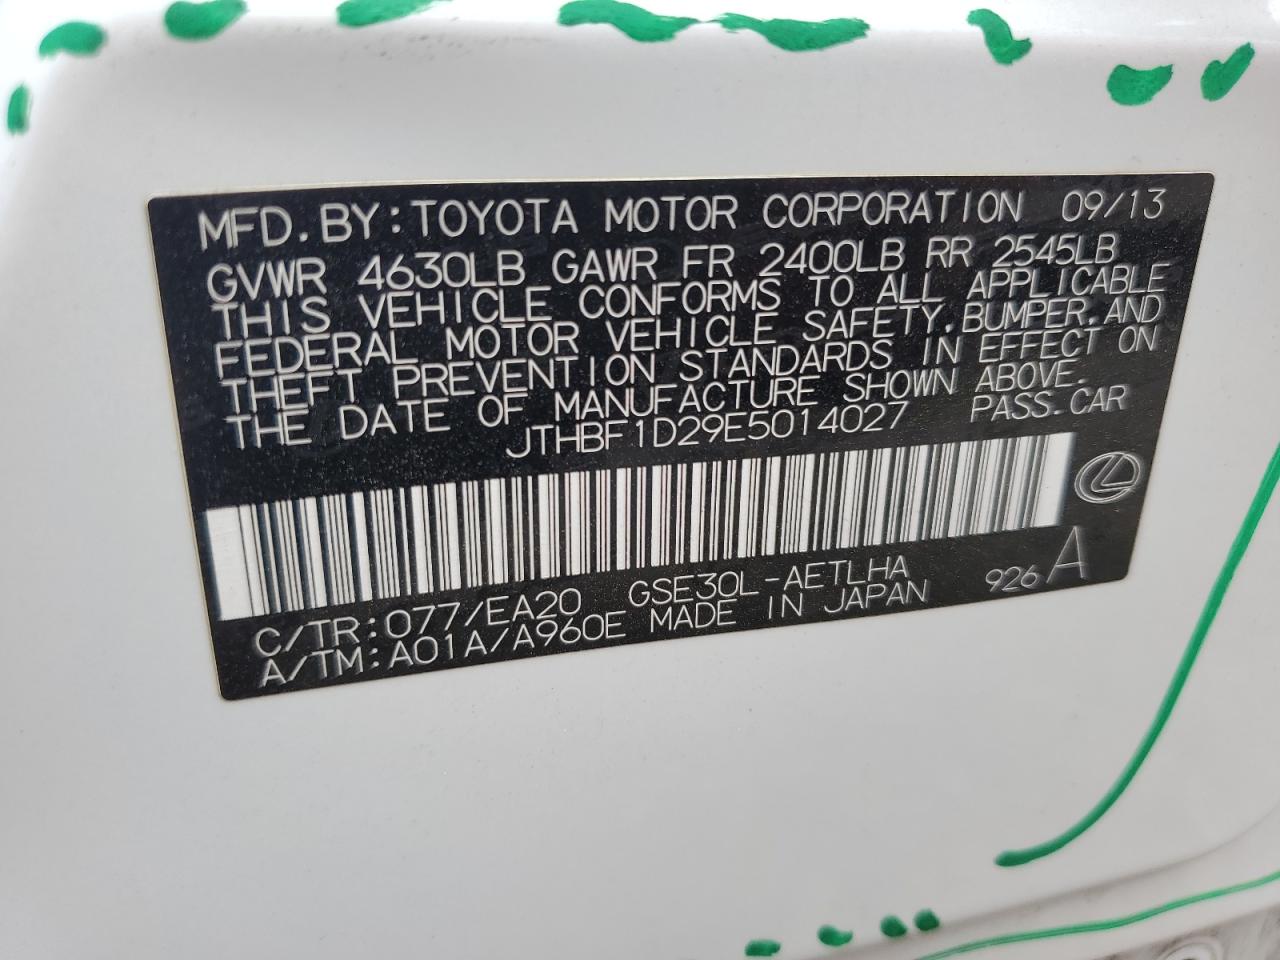 MFD. BY: TOYOTA MOTOR CORPORATION 09/13
GVWR 4630LB GAWR FR 2400LB RR 2545LB
THIS VEHICLE CONFORMS TO ALL APPLICABLE
FEDERAL MOTOR VEHICLE SAFETY, BUMPER, AND
THEFT PREVENTION STANDARDS IN EFFECT ON
THE DATE OF MANUFACTURE SHOWN ABOVE.
JTHBF1D29E5014027 PASS. CAR
C/TR: 077/EA20 GSE30L-AETLHA 926 A
A/TM: A01A/A960E MADE IN JAPAN